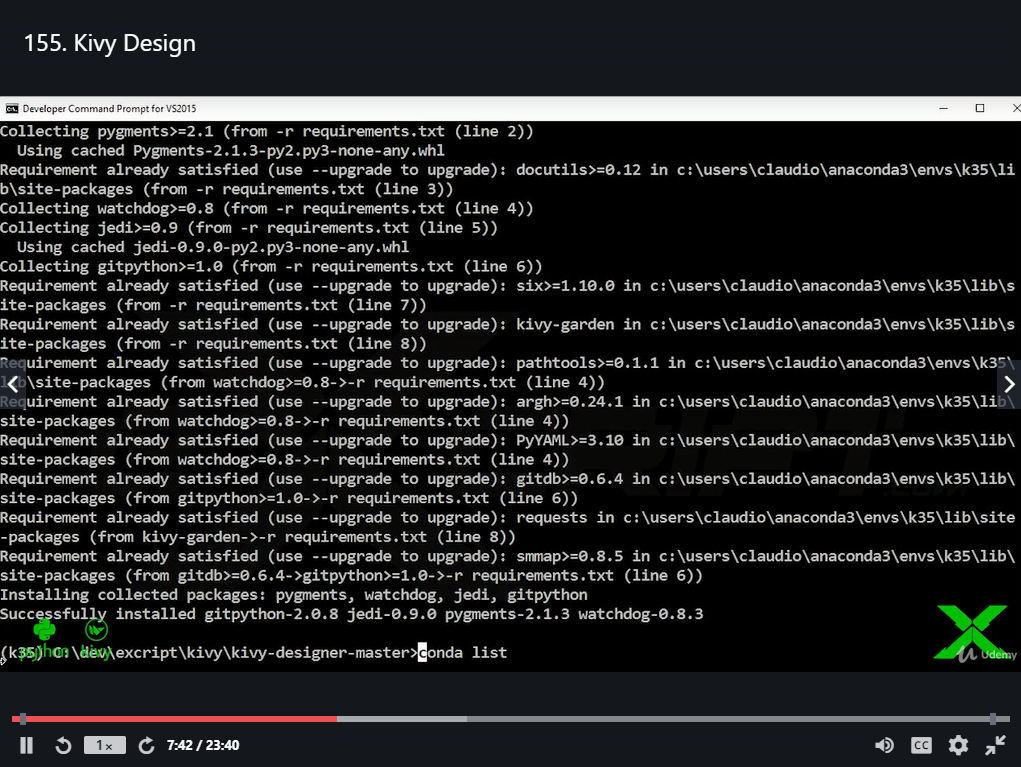 155. Kivy Design
Developer Command Prompt for VS2015
Collecting pygments>=2.1 (from -r requirements.txt (line 2))
Using cached Pygments-2.1.3-py2.py3-none-any.whl
Requirement already satisfied (use --upgrade to upgrade): docutils>=0.12 in c:\users\claudio\anaconda3\envs\k35\li
b\site-packages (from -r requirements.txt (line 3))
Collecting watchdog>=0.8 (from -r requirements.txt (line 4))
Collecting jedi>=0.9 (from -r requirements.txt (line 5))
Using cached jedi-0.9.0-py2.py3-none-any.whl
Collecting gitpython>=1.0 (from -r requirements.txt (line 6))
Requirement already satisfied (use --upgrade to upgrade): six>=1.10.0 in c:\users\claudio\anaconda3\envs\k35\lib\s
ite-packages (from -r requirements.txt (line 7))
Requirement already satisfied (use --upgrade to upgrade): kivy-garden in c:\users\claudio\anaconda3\envs\k35\lib\s
ite-packages (from -r requirements.txt (line 8))
Requirement already satisfied (use --upgrade to upgrade): pathtools>=0.1.1 in c:\users\claudio\anaconda3\envs\k35\
lib\site-packages (from watchdog>=0.8->-r requirements.txt (line 4))
Requirement already satisfied (use --upgrade to upgrade): argh>=0.24.1 in c:\users\claudio\anaconda3\envs\k35\lib\
site-packages (from watchdog>=0.8->-r requirements.txt (line 4))
Requirement already satisfied (use --upgrade to upgrade): PyYAML>=3.10 in c:\users\claudio\anaconda3\envs\k35\lib\
site-packages (from watchdog>=0.8->-r requirements.txt (line 4))
Requirement already satisfied (use --upgrade to upgrade): gitdb>=0.6.4 in c:\users\claudio\anaconda3\envs\k35\lib\
site-packages (from gitpython>=1.0->-r requirements.txt (line 6))
Requirement already satisfied (use --upgrade to upgrade): requests in c:\users\claudio\anaconda3\envs\k35\lib\site
-packages (from kivy-garden->-r requirements.txt (line 8))
Requirement already satisfied (use --upgrade to upgrade): smmap>=0.8.5 in c:\users\claudio\anaconda3\envs\k35\lib\
site-packages (from gitdb>=0.6.4->gitpython>=1.0->-r requirements.txt (line 6))
Installing collected packages: pygments, watchdog, jedi, gitpython
Successfully installed gitpython-2.0.8 jedi-0.9.0 pygments-2.1.3 watchdog-0.8.3
(k35) C:\dev\excript\kivy\kivy-designer-master>conda list
python kivy
Udemy
1x
7:42 / 23:40
CC